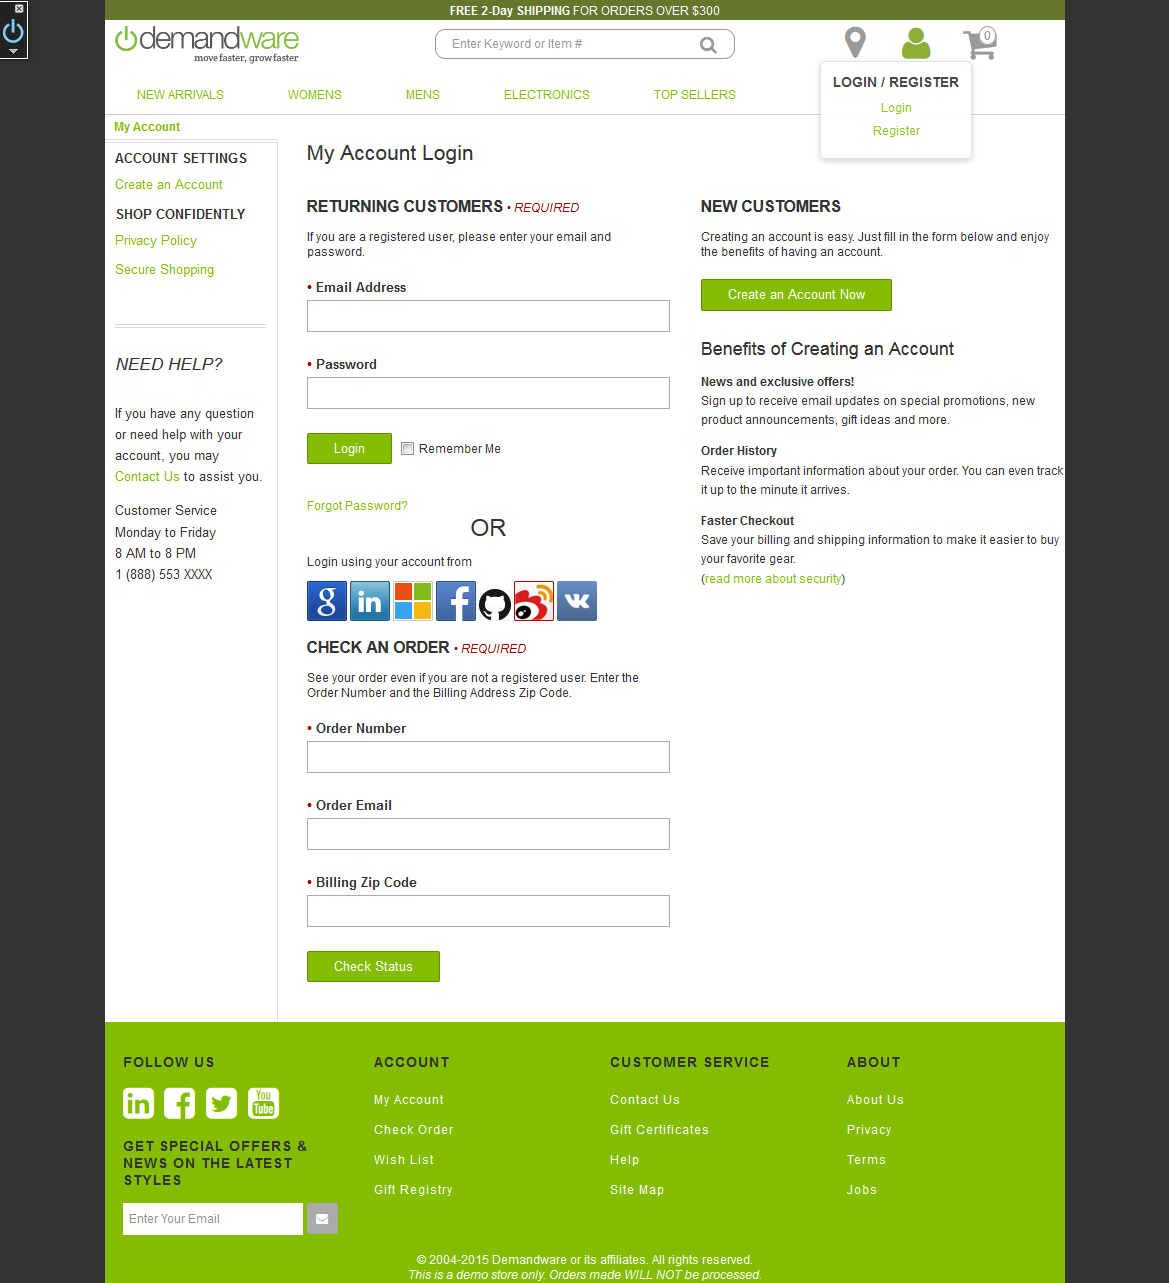 FREE 2-Day SHIPPING FOR ORDERS OVER $300
demandware
move faster, grow faster
Enter Keyword or Item #
0
NEW ARRIVALS
WOMENS
MENS
ELECTRONICS
TOP SELLERS
LOGIN / REGISTER
Login
Register
My Account
ACCOUNT SETTINGS
Create an Account
SHOP CONFIDENTLY
Privacy Policy
Secure Shopping
NEED HELP?
If you have any question
or need help with your
account, you may
Contact Us to assist you.
Customer Service
Monday to Friday
8 AM to 8 PM
1 (888) 553 XXXX
My Account Login
RETURNING CUSTOMERS • REQUIRED
If you are a registered user, please enter your email and
password.
• Email Address
• Password
Login
Remember Me
Forgot Password?
OR
Login using your account from
g
in
f
CHECK AN ORDER • REQUIRED
See your order even if you are not a registered user. Enter the
Order Number and the Billing Address Zip Code.
• Order Number
• Order Email
• Billing Zip Code
Check Status
NEW CUSTOMERS
Creating an account is easy. Just fill in the form below and enjoy
the benefits of having an account.
Create an Account Now
Benefits of Creating an Account
News and exclusive offers!
Sign up to receive email updates on special promotions, new
product announcements, gift ideas and more.
Order History
Receive important information about your order. You can even track
it up to the minute it arrives.
Faster Checkout
Save your billing and shipping information to make it easier to buy
your favorite gear.
(read more about security)
FOLLOW US
in
f
You
Tube
GET SPECIAL OFFERS &
NEWS ON THE LATEST
STYLES
Enter Your Email
ACCOUNT
My Account
Check Order
Wish List
Gift Registry
CUSTOMER SERVICE
Contact Us
Gift Certificates
Help
Site Map
ABOUT
About Us
Privacy
Terms
Jobs
© 2004-2015 Demandware or its affiliates. All rights reserved.
This is a demo store only. Orders made WILL NOT be processed.